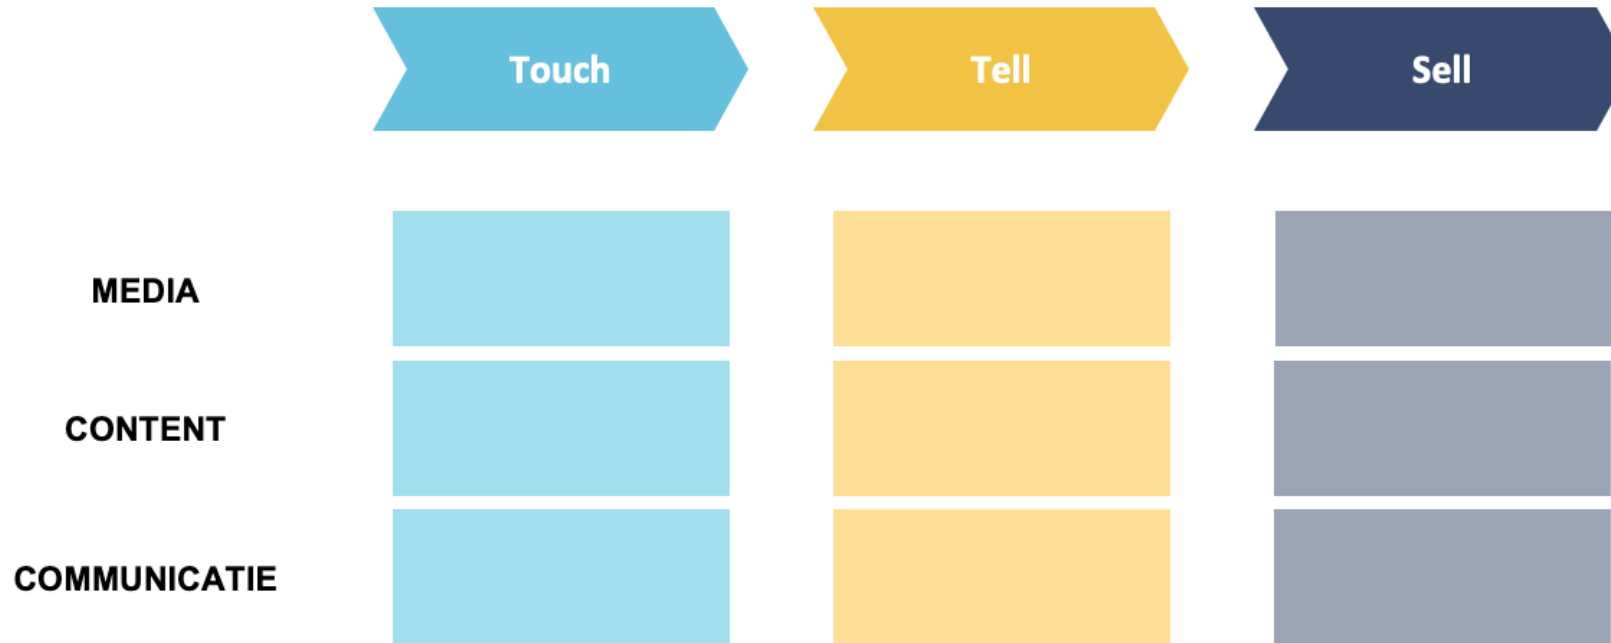 Touch
Tell
Sell
MEDIA
CONTENT
COMMUNICATIE